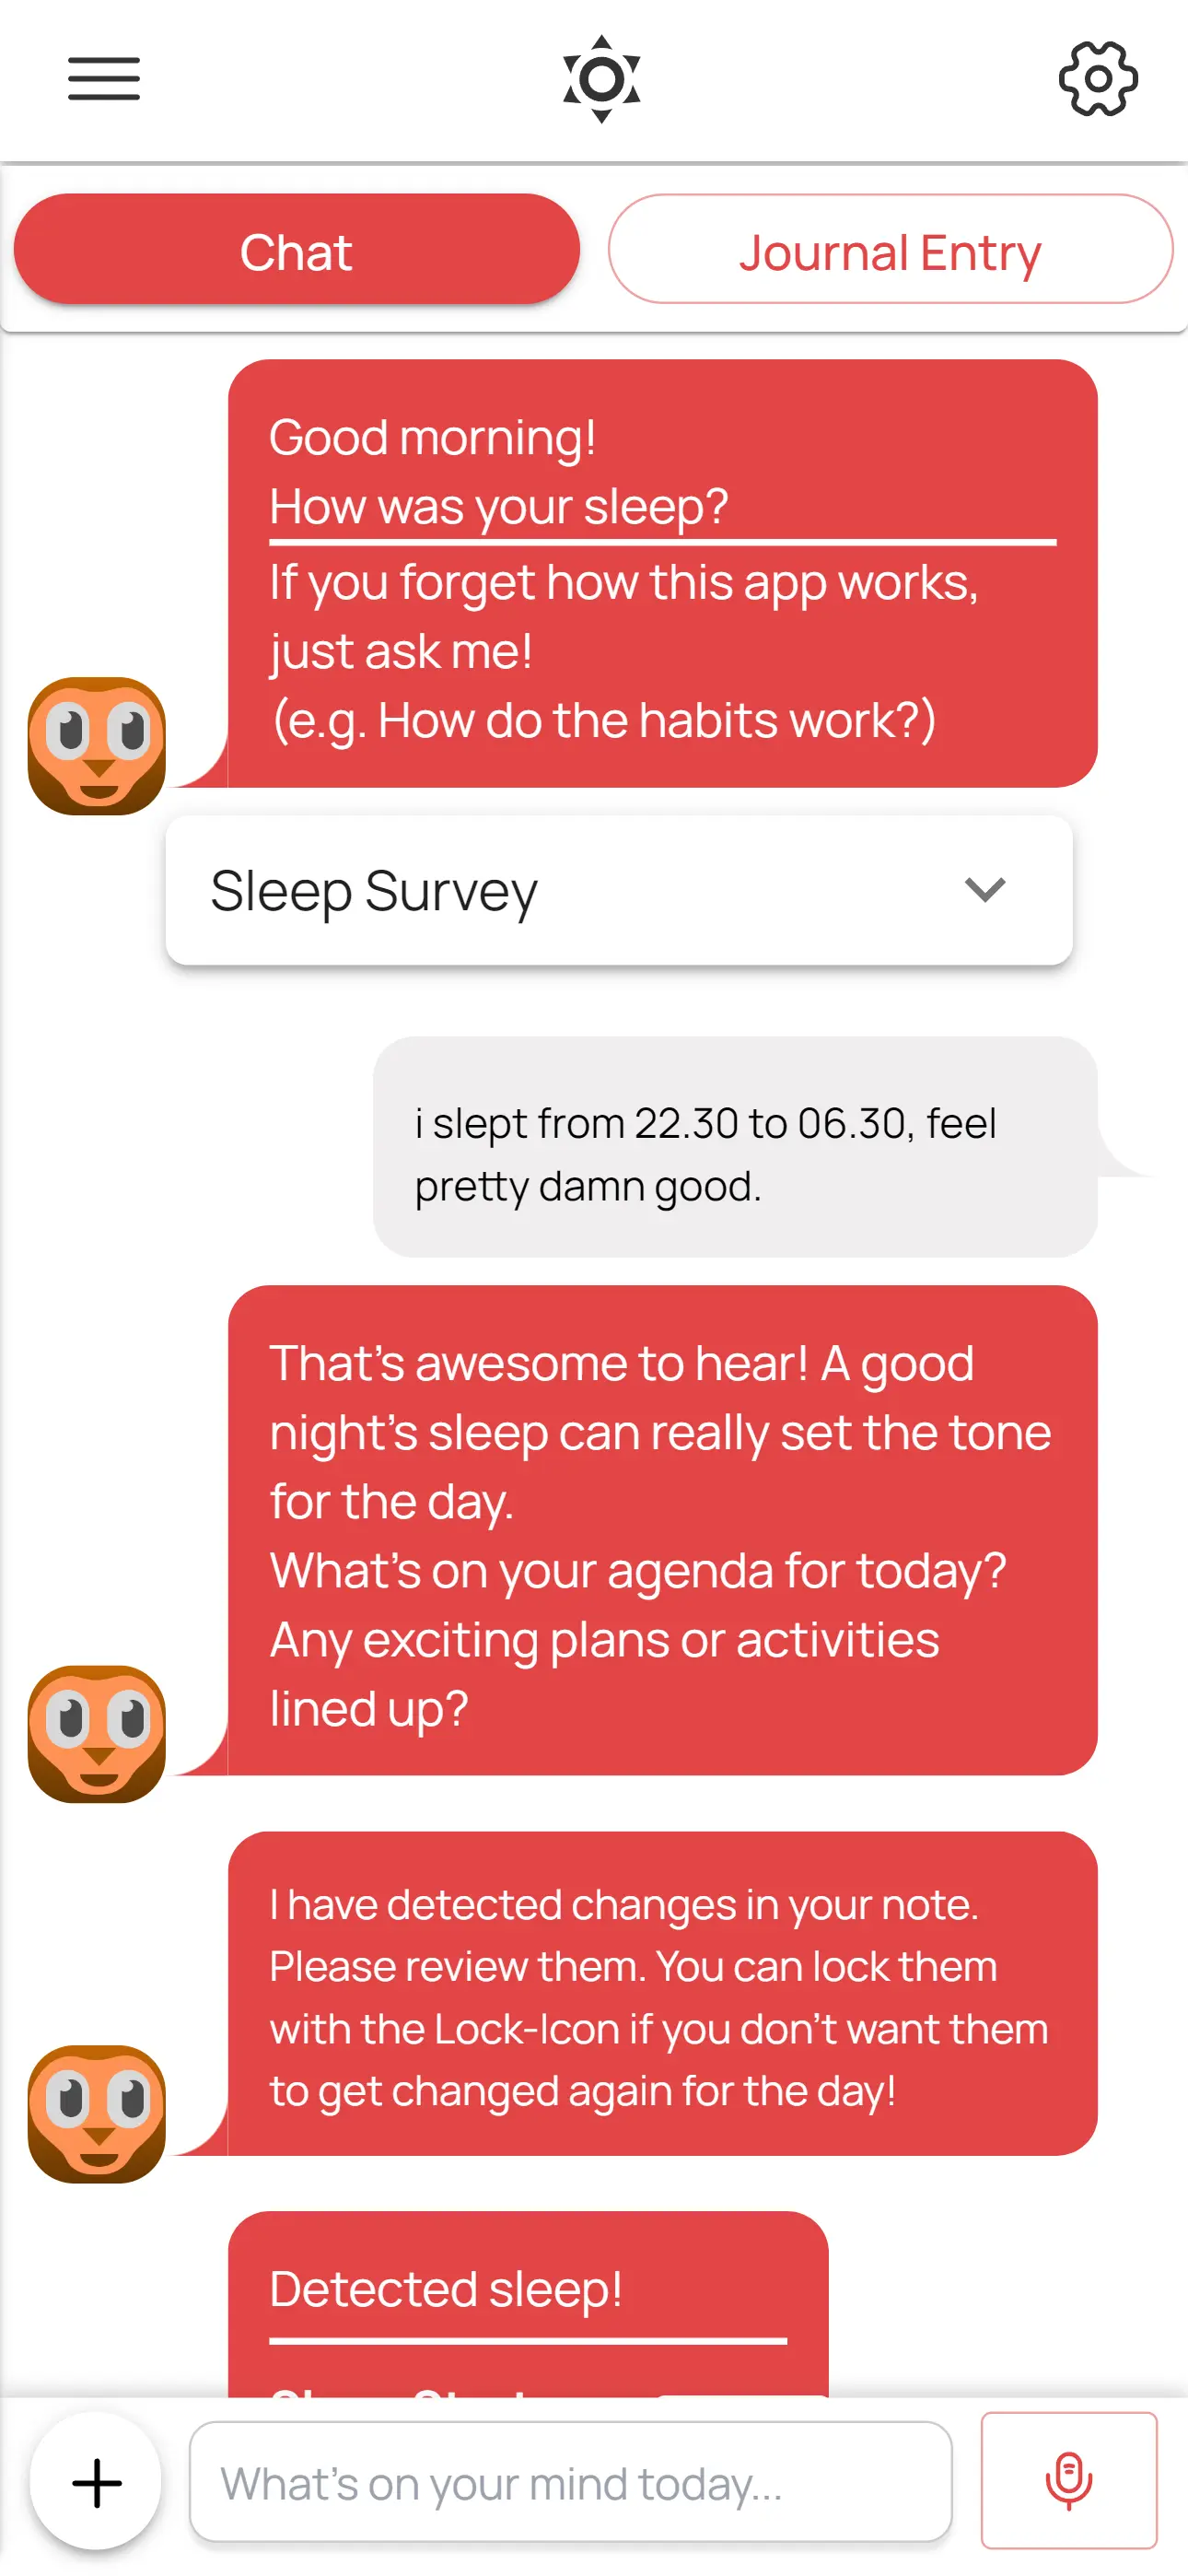 Chat
Journal Entry
Good morning!
How was your sleep?
If you forget how this app works,
just ask me!
(e.g. How do the habits work?)
Sleep Survey
i slept from 22.30 to 06.30, feel
pretty damn good.
That's awesome to hear! A good
night's sleep can really set the tone
for the day.
What's on your agenda for today?
Any exciting plans or activities
lined up?
I have detected changes in your note.
Please review them. You can lock them
with the Lock-Icon if you don't want them
to get changed again for the day!
Detected sleep!
What's on your mind today...